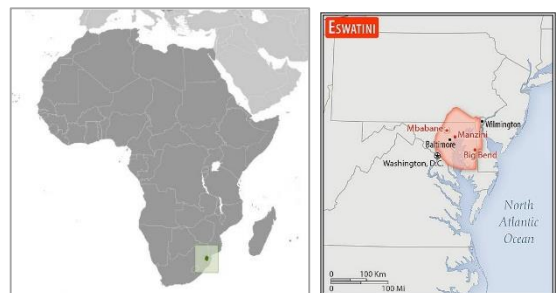 ESWATINI
Wilmington
Mbabane
Manzini
Baltimore
Big Bend
Washington, D.C.
North
Atlantic
Ocean
0 100 Km
0 100 Mi